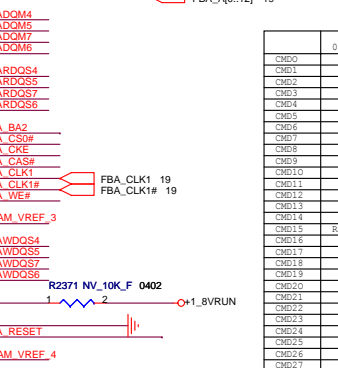 FBA_A[3..12] 19
ADQM4
ADQM5
ADQM7
ADQM6
ARDQS4
ARDQS5
ARDQS7
ARDQS6
A_BA2
A_CS0#
A_CKE
A_CAS#
A_CLK1
A_CLK1#
A_WE#
FBA_CLK1 19
FBA_CLK1# 19
AM_VREF_3
AWDQS4
AWDQS5
AWDQS7
AWDQS6
R2371 NV_10K_F 0402
1 2
+1_8VRUN
A_RESET
AM_VREF_4
0
CMD0
CMD1
CMD2
CMD3
CMD4
CMD5
CMD6
CMD7
CMD8
CMD9
CMD10
CMD11
CMD12
CMD13
CMD14
CMD15 R
CMD16
CMD17
CMD18
CMD19
CMD20
CMD21
CMD22
CMD23
CMD24
CMD25
CMD26
CMD27